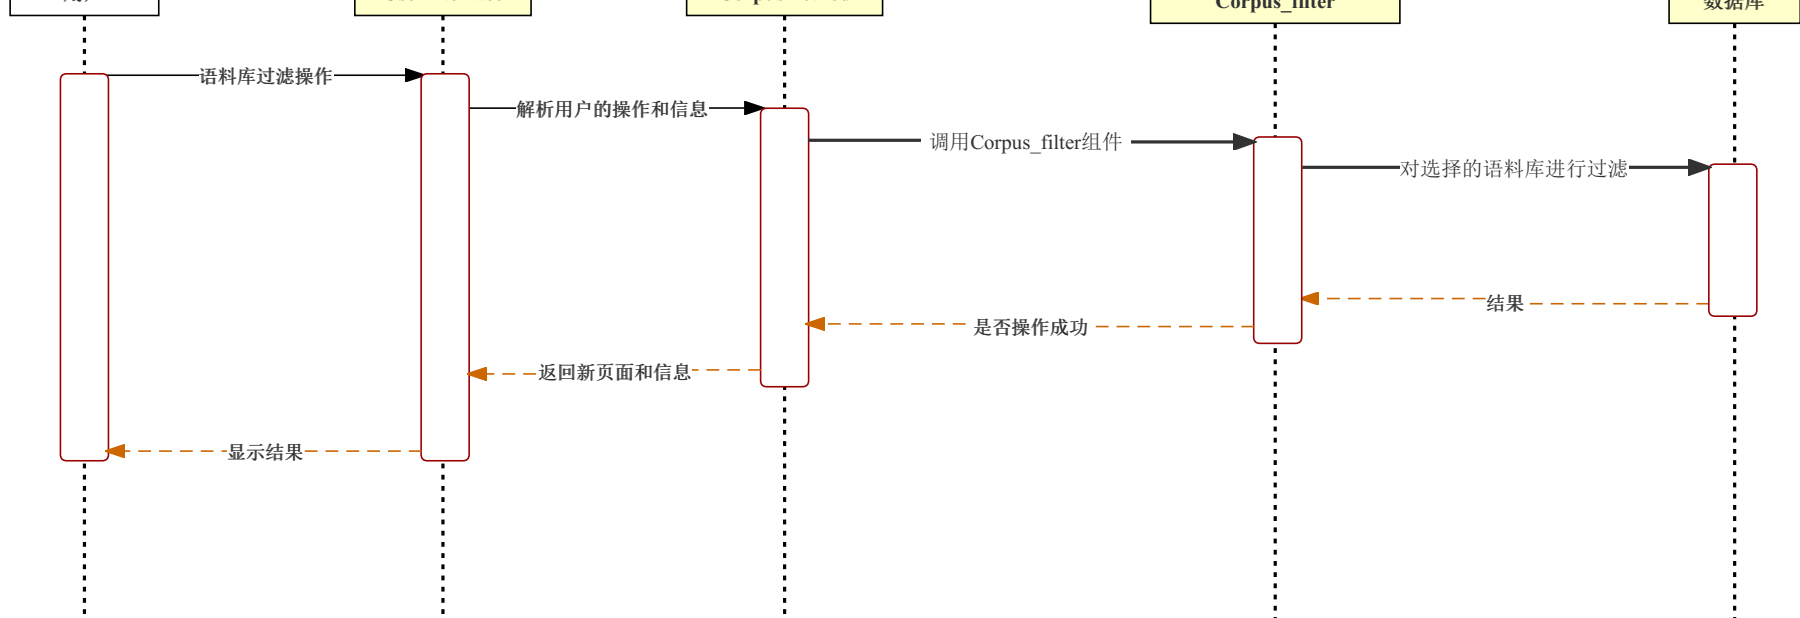 Corpus_filter
数据库
语料库过滤操作
解析用户的操作和信息
调用Corpus_filter组件
对选择的语料库进行过滤
结果
是否操作成功
返回新页面和信息
显示结果